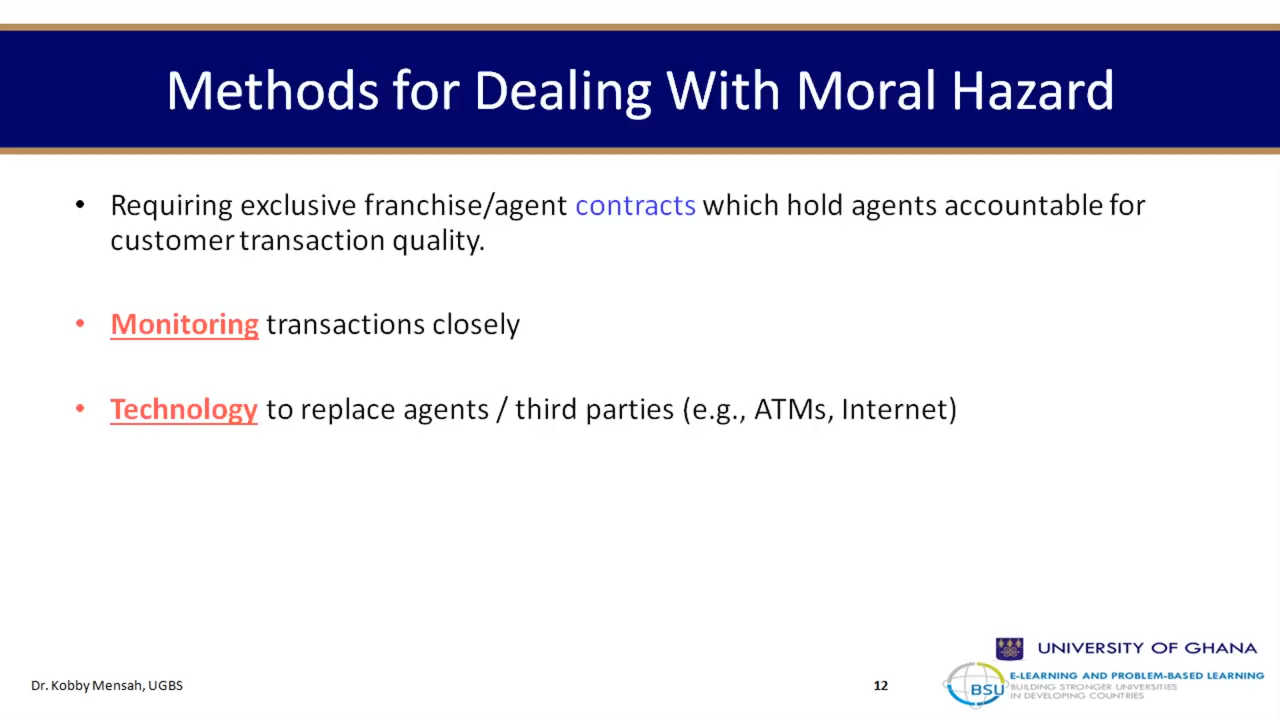 Methods for Dealing With Moral Hazard
• Requiring exclusive franchise/agent contracts which hold agents accountable for
customer transaction quality.
• Monitoring transactions closely
• Technology to replace agents / third parties (e.g., ATMs, Internet)
UNIVERSITY OF GHANA
Dr. Kobby Mensah, UGBS
12
BSU
E-LEARNING AND PROBLEM-BASED LEARNING
BUILDING STRONGER UNIVERSITIES
IN DEVELOPING COUNTRIES